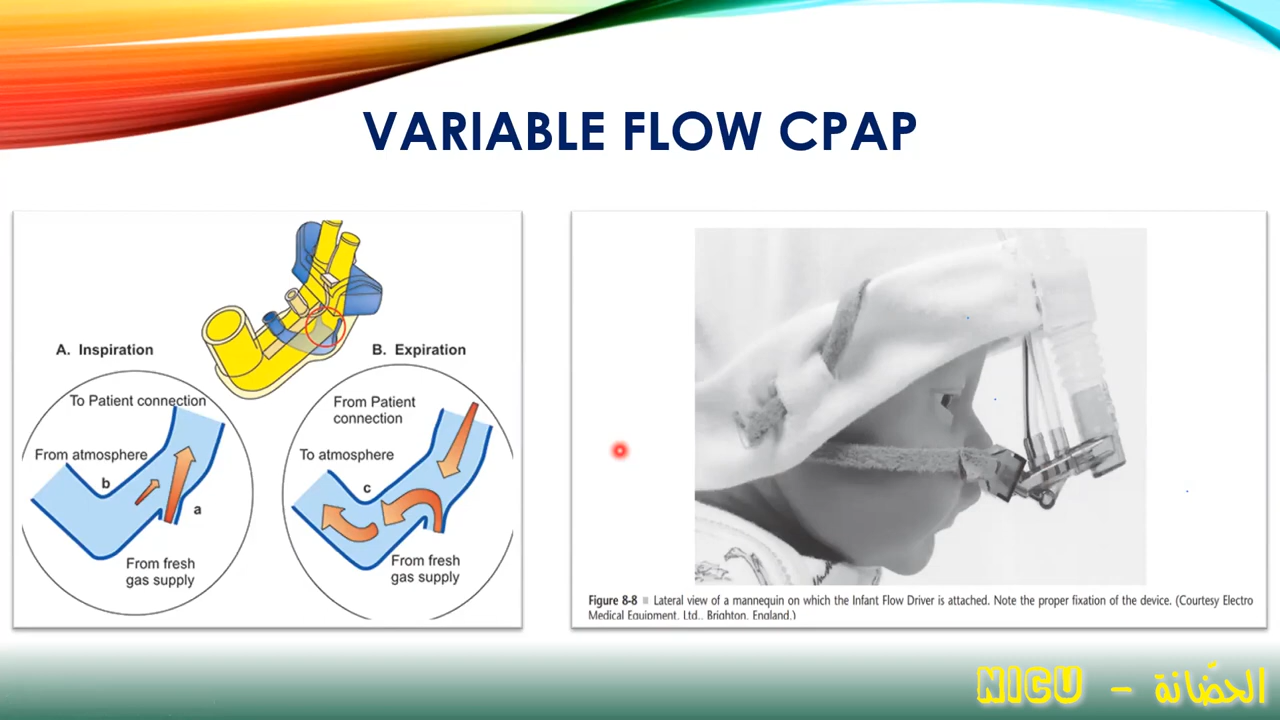 VARIABLE FLOW CPAP
A. Inspiration
B. Expiration
To Patient connection
From atmosphere
b
a
From fresh
gas supply
From Patient
connection
To atmosphere
c
From fresh
gas supply
Figure 8-8 Lateral view of a mannequin on which the Infant Flow Driver is attached. Note the proper fixation of the device. (Courtesy Electro
Medical Equipment, Ltd., Brighton, England.)
NICU - الحضّانة